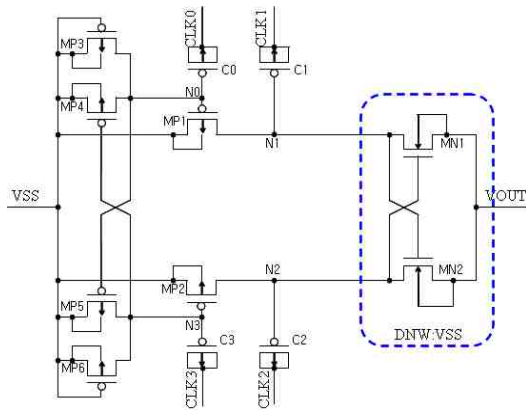 CLK0
CLK1
MP3
C0
C1
MP4
N0
MP1
N1
MN1
VSS
VOUT
N2
MP2
MN2
MP5
N3
C3
C2
DNW:VSS
MP6
CLK3
CLK2